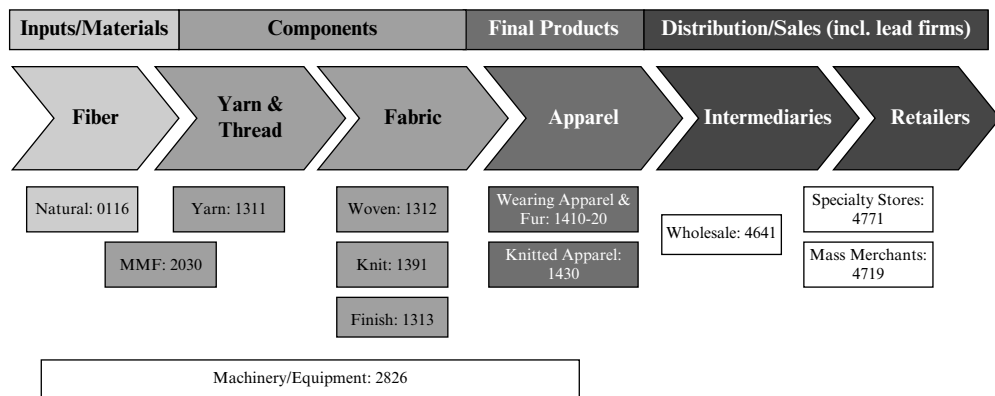 Inputs/Materials
Components
Final Products
Distribution/Sales (incl. lead firms)
Fiber
Yarn &
Thread
Fabric
Apparel
Intermediaries
Retailers
Natural: 0116
MMF: 2030
Yarn: 1311
Woven: 1312
Knit: 1391
Finish: 1313
Wearing Apparel &
Fur: 1410-20
Knitted Apparel:
1430
Wholesale: 4641
Specialty Stores:
4771
Mass Merchants:
4719
Machinery/Equipment: 2826